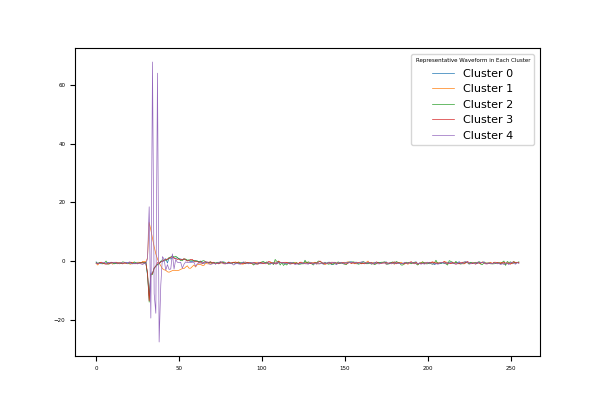 Representative Waveform in Each Cluster
Cluster 0
Cluster 1
Cluster 2
Cluster 3
Cluster 4
60
40
20
0
−20
0 50 100 150 200 250